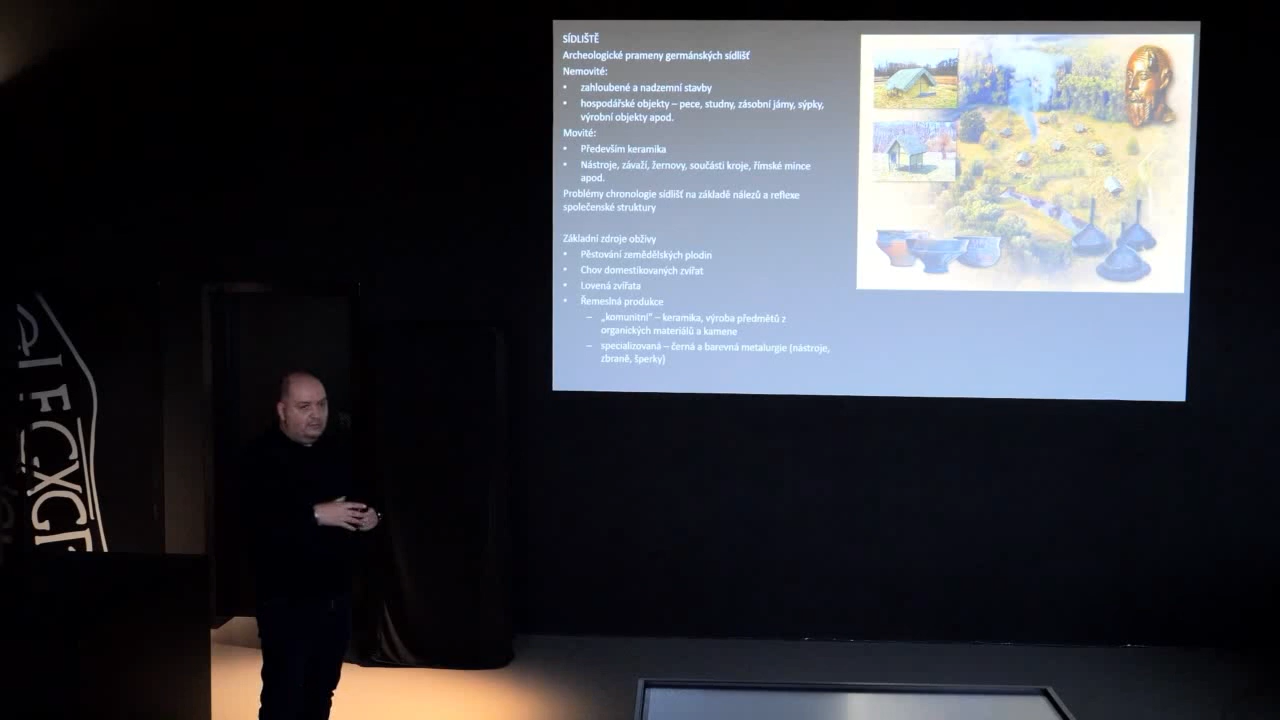 SÍDLIŠTĚ
Archeologické prameny germánských sídlišť
Nemovité:
• zahloubené a nadzemní stavby
• hospodářské objekty – pece, studny, zásobní jámy, sýpky,
výrobní objekty apod.
Movité:
• Především keramika
• Nástroje, závaží, žernovy, součásti kroje, římské mince
apod.
Problémy chronologie sídlišť na základě nálezů a reflexe
společenské struktury
Základní zdroje obživy
• Pěstování zemědělských plodin
• Chov domestikovaných zvířat
• Lovená zvířata
• Řemeslná produkce
– „komunitní" – keramika, výroba předmětů z
organických materiálů a kamene
– specializovaná – černá a barevná metalurgie (nástroje,
zbraně, šperky)